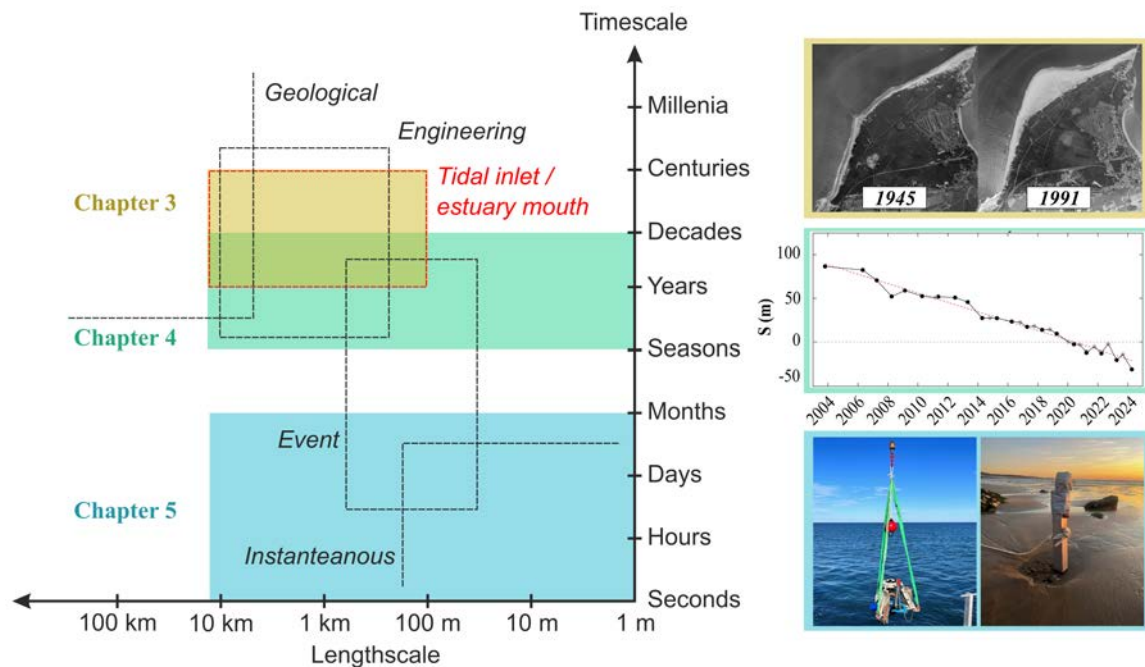 Timescale
Geological
Engineering
Millenia
Centuries
Chapter 3
Tidal inlet /
estuary mouth
Decades
Years
Chapter 4
Seasons
Months
Event
Days
Chapter 5
Hours
Instanteanous
Seconds
100 km 10 km 1 km 100 m 10 m 1 m
Lengthscale
1945 1991
100
50
0
-50
S (m)
2004 2006 2008 2010 2012 2014 2016 2018 2020 2022 2024